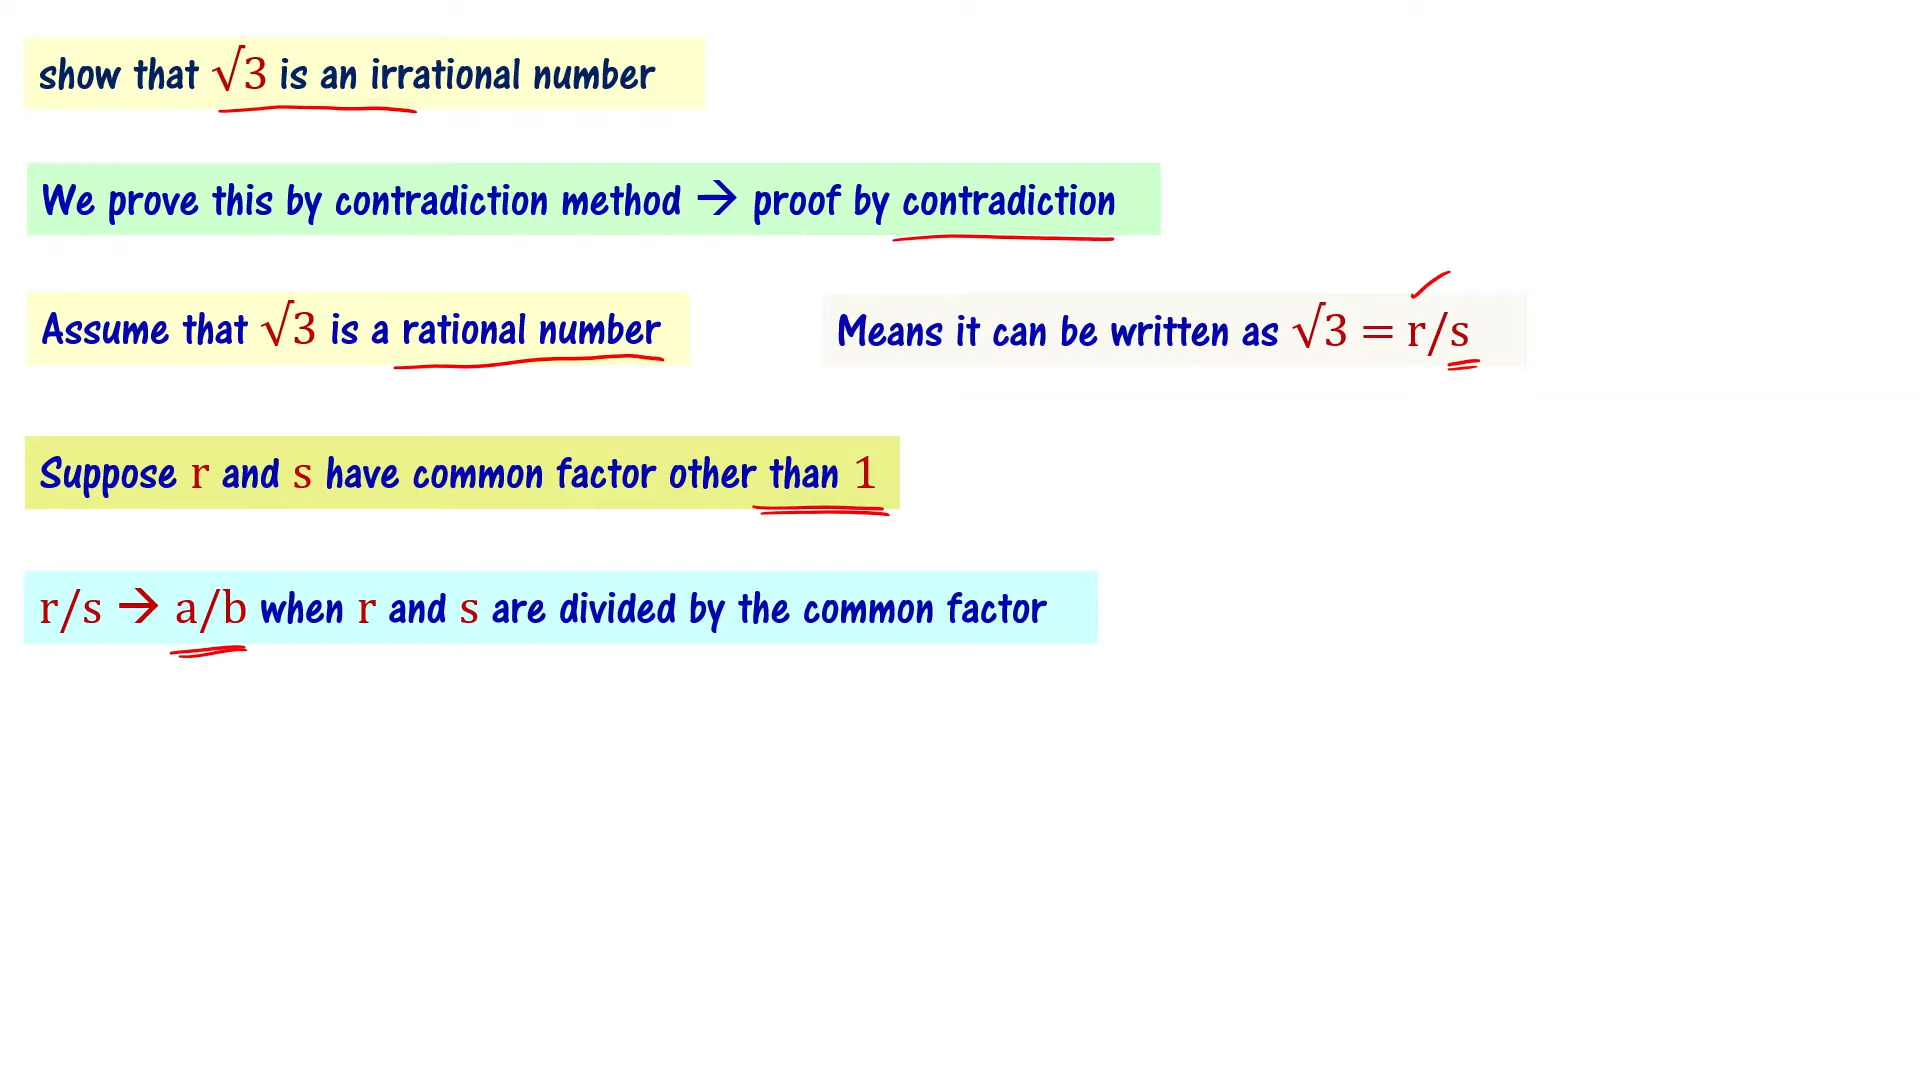 show that √3 is an irrational number
We prove this by contradiction method → proof by contradiction
Assume that √3 is a rational number
Means it can be written as √3 = r/s
Suppose r and s have common factor other than 1
r/s → a/b when r and s are divided by the common factor